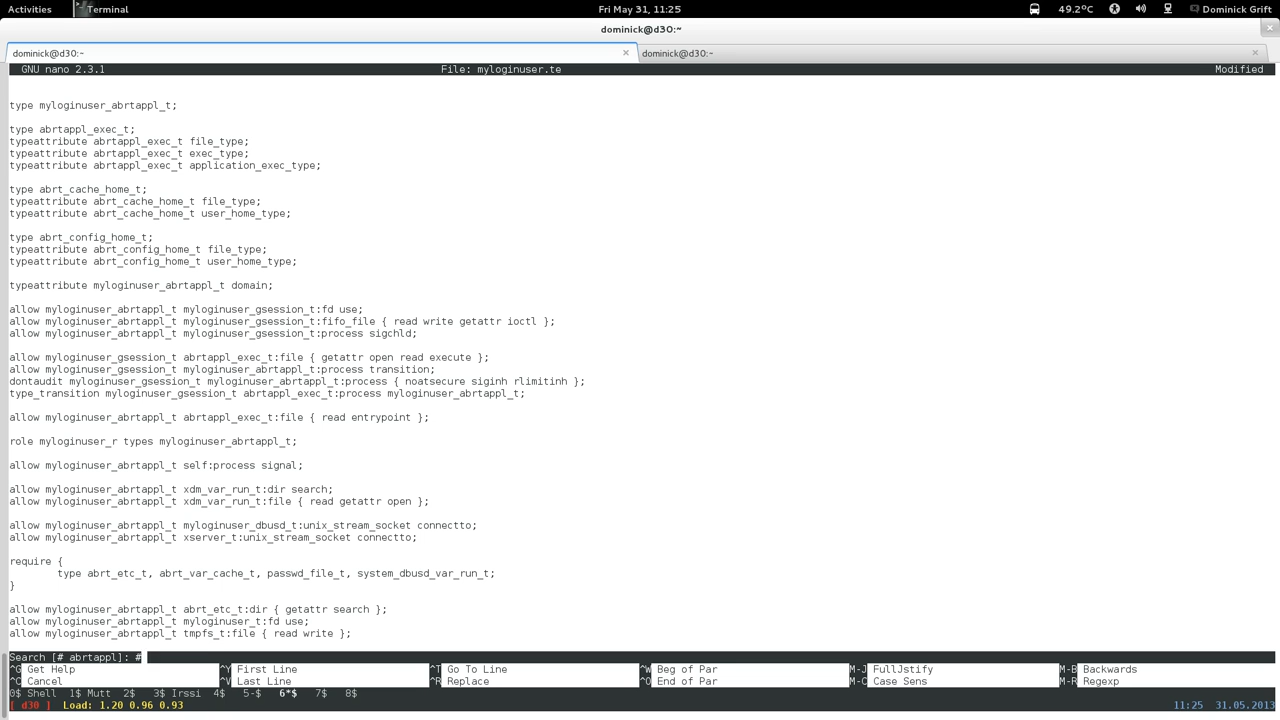 Activities Terminal Fri May 31, 11:25 49.2°C Dominick Grift
dominick@d30:~
dominick@d30:~ × dominick@d30:~ ×
GNU nano 2.3.1 File: myloginuser.te Modified
type myloginuser_abrtappl_t;
type abrtappl_exec_t;
typeattribute abrtappl_exec_t file_type;
typeattribute abrtappl_exec_t exec_type;
typeattribute abrtappl_exec_t application_exec_type;
type abrt_cache_home_t;
typeattribute abrt_cache_home_t file_type;
typeattribute abrt_cache_home_t user_home_type;
type abrt_config_home_t;
typeattribute abrt_config_home_t file_type;
typeattribute abrt_config_home_t user_home_type;
typeattribute myloginuser_abrtappl_t domain;
allow myloginuser_abrtappl_t myloginuser_gsession_t:fd use;
allow myloginuser_abrtappl_t myloginuser_gsession_t:fifo_file { read write getattr ioctl };
allow myloginuser_abrtappl_t myloginuser_gsession_t:process sigchld;
allow myloginuser_gsession_t abrtappl_exec_t:file { getattr open read execute };
allow myloginuser_gsession_t myloginuser_abrtappl_t:process transition;
dontaudit myloginuser_gsession_t myloginuser_abrtappl_t:process { noatsecure siginh rlimitinh };
type_transition myloginuser_gsession_t abrtappl_exec_t:process myloginuser_abrtappl_t;
allow myloginuser_abrtappl_t abrtappl_exec_t:file { read entrypoint };
role myloginuser_r types myloginuser_abrtappl_t;
allow myloginuser_abrtappl_t self:process signal;
allow myloginuser_abrtappl_t xdm_var_run_t:dir search;
allow myloginuser_abrtappl_t xdm_var_run_t:file { read getattr open };
allow myloginuser_abrtappl_t myloginuser_dbusd_t:unix_stream_socket connectto;
allow myloginuser_abrtappl_t xserver_t:unix_stream_socket connectto;
require {
type abrt_etc_t, abrt_var_cache_t, passwd_file_t, system_dbusd_var_run_t;
}
allow myloginuser_abrtappl_t abrt_etc_t:dir { getattr search };
allow myloginuser_abrtappl_t myloginuser_t:fd use;
allow myloginuser_abrtappl_t tmpfs_t:file { read write };
Search [# abrtappl]: #
^G Get Help ^Y First Line ^T Go To Line ^W Beg of Par M-J FullJstify M-B Backwards
^C Cancel ^V Last Line ^R Replace ^O End of Par M-C Case Sens M-R Regexp
0$ Shell 1$ Mutt 2$ 3$ Irssi 4$ 5-$ 6*$ 7$ 8$
[ d30 ] Load: 1.20 0.96 0.93 11:25 31.05.2013